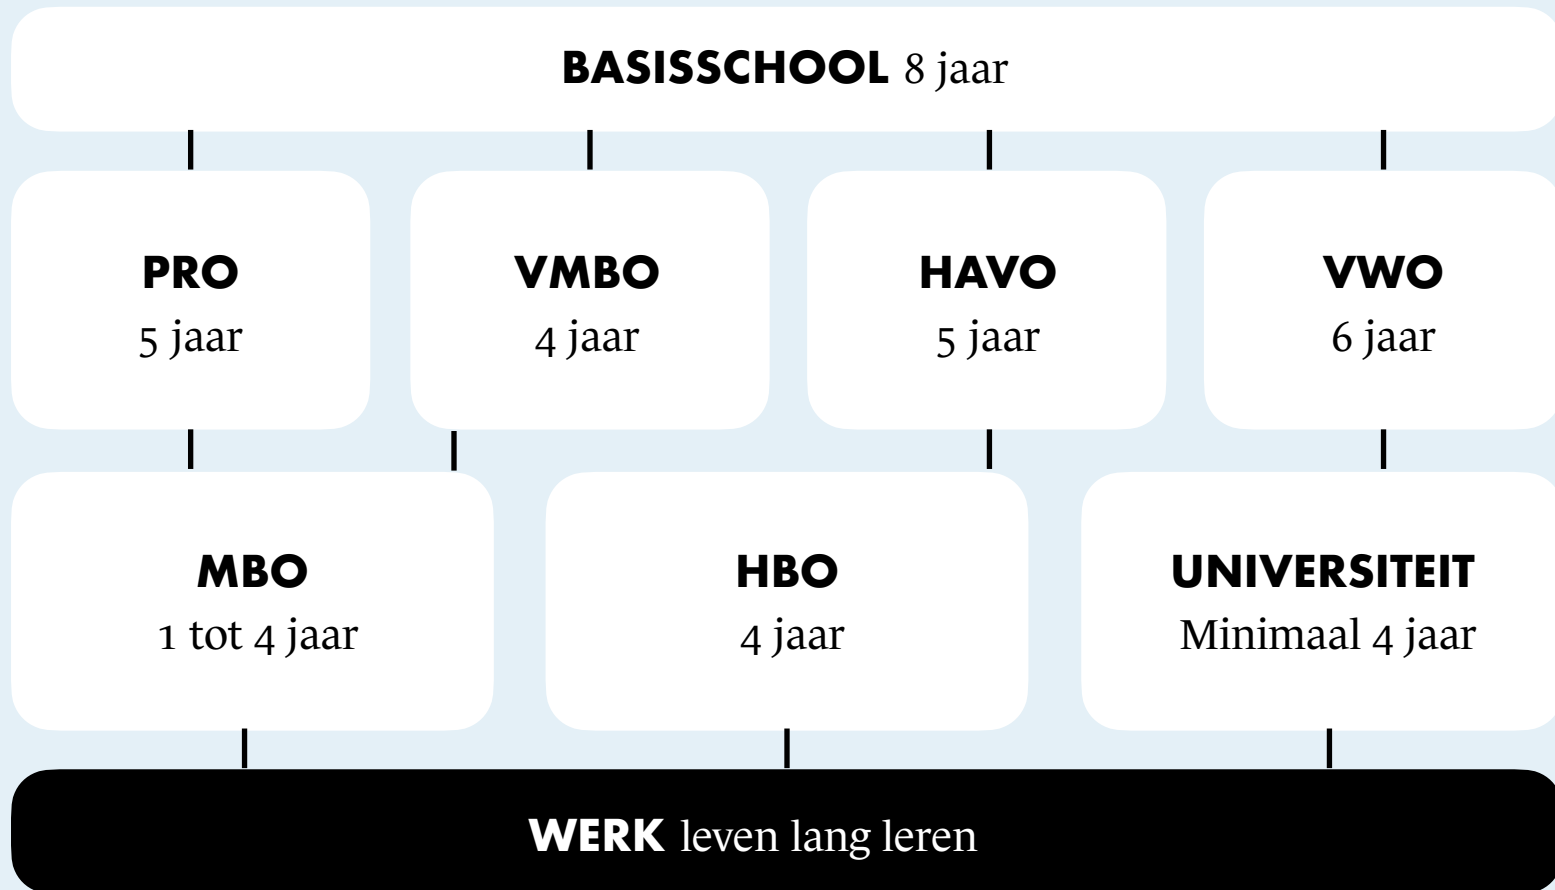 BASISSCHOOL 8 jaar
PRO
5 jaar
VMBO
4 jaar
HAVO
5 jaar
VWO
6 jaar
MBO
1 tot 4 jaar
HBO
4 jaar
UNIVERSITEIT
Minimaal 4 jaar
WERK leven lang leren